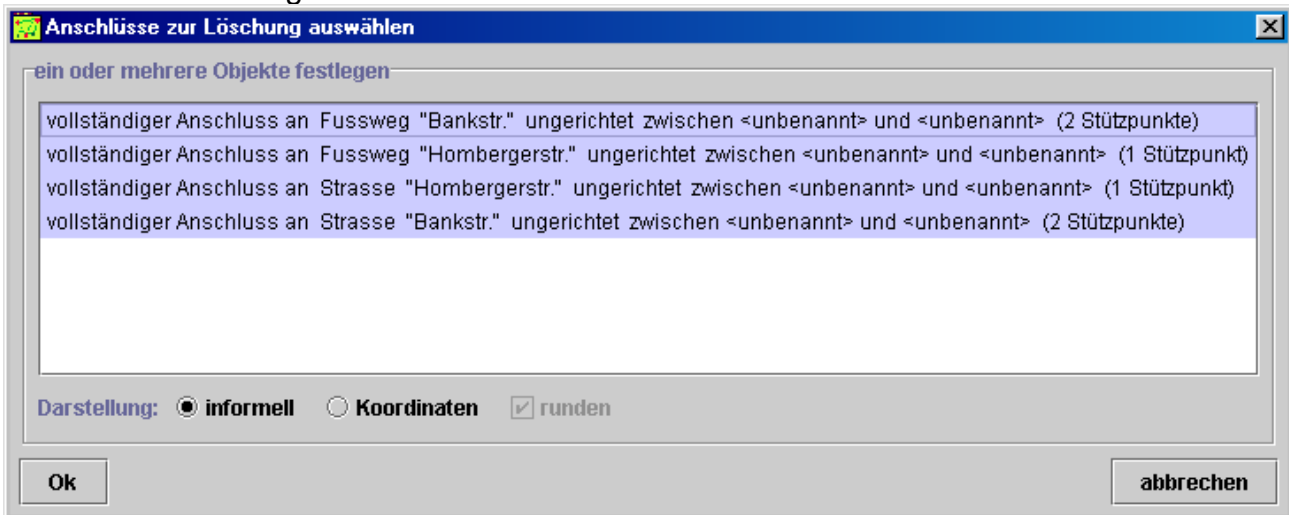 Anschlüsse zur Löschung auswählen
ein oder mehrere Objekte festlegen
vollständiger Anschluss an Fussweg "Bankstr." ungerichtet zwischen <unbenannt> und <unbenannt> (2 Stützpunkte)
vollständiger Anschluss an Fussweg "Hombergerstr." ungerichtet zwischen <unbenannt> und <unbenannt> (1 Stützpunkt)
vollständiger Anschluss an Strasse "Hombergerstr." ungerichtet zwischen <unbenannt> und <unbenannt> (1 Stützpunkt)
vollständiger Anschluss an Strasse "Bankstr." ungerichtet zwischen <unbenannt> und <unbenannt> (2 Stützpunkte)
Darstellung: informell Koordinaten runden
Ok abbrechen